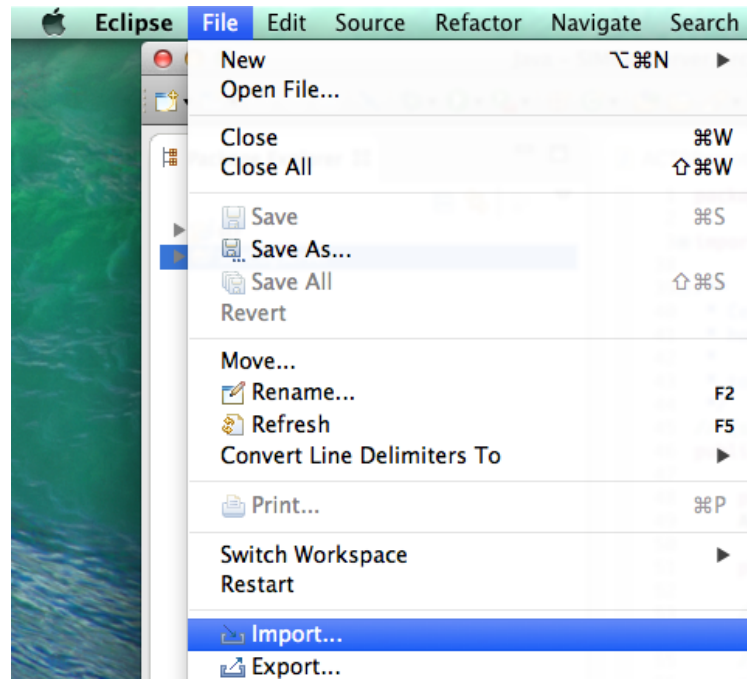 Eclipse File Edit Source Refactor Navigate Search
New ⌥⌘N ▶
Open File...
Close ⌘W
Close All ⇧⌘W
Save ⌘S
Save As...
Save All ⇧⌘S
Revert
Move...
Rename... F2
Refresh F5
Convert Line Delimiters To ▶
Print... ⌘P
Switch Workspace ▶
Restart
Import...
Export...